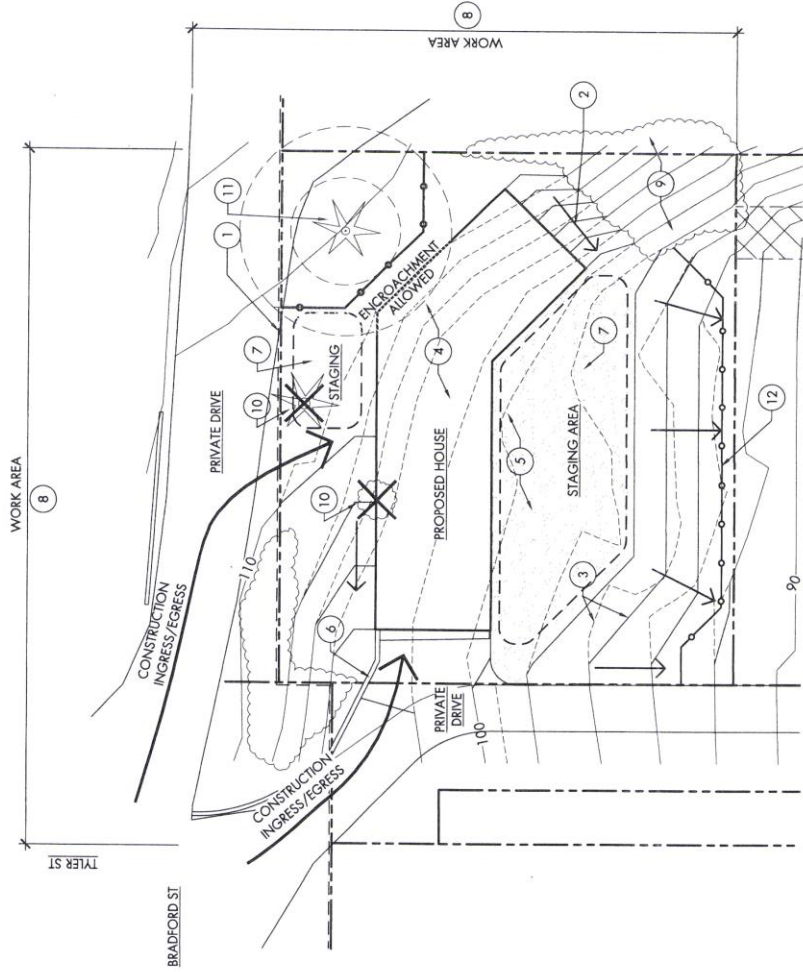 WORK AREA
8
8
WORK AREA
CONSTRUCTION
INGRESS/EGRESS
PRIVATE DRIVE
10
7
1
11
STAGING
ENCROACHMENT
ALLOWED
2
110
10
4
9
6
PROPOSED HOUSE
5
7
STAGING AREA
3
12
PRIVATE
DRIVE
100
90
CONSTRUCTION
INGRESS/EGRESS
TYLER ST
BRADFORD ST